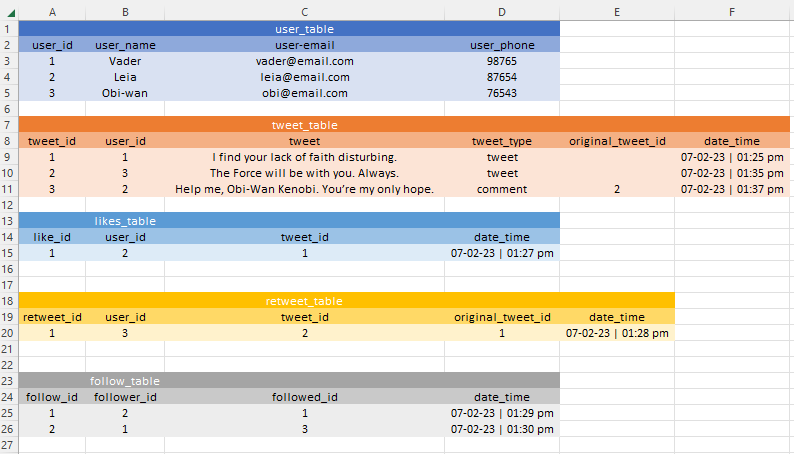 A B C D E F
1 user_table
2 user_id user_name user-email user_phone
3 1 Vader vader@email.com 98765
4 2 Leia leia@email.com 87654
5 3 Obi-wan obi@email.com 76543
6
7 tweet_table
8 tweet_id user_id tweet tweet_type original_tweet_id date_time
9 1 1 I find your lack of faith disturbing. tweet 07-02-23 | 01:25 pm
10 2 3 The Force will be with you. Always. tweet 07-02-23 | 01:35 pm
11 3 2 Help me, Obi-Wan Kenobi. You’re my only hope. comment 2 07-02-23 | 01:37 pm
12
13 likes_table
14 like_id user_id tweet_id date_time
15 1 2 1 07-02-23 | 01:27 pm
16
17
18 retweet_table
19 retweet_id user_id tweet_id original_tweet_id date_time
20 1 3 2 1 07-02-23 | 01:28 pm
21
22
23 follow_table
24 follow_id follower_id followed_id date_time
25 1 2 1 07-02-23 | 01:29 pm
26 2 1 3 07-02-23 | 01:30 pm
27